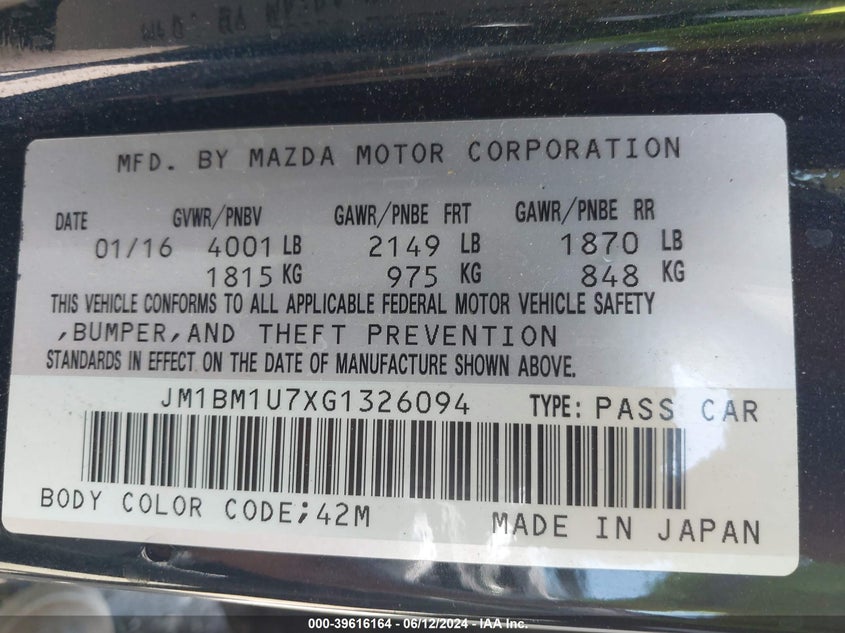 MFD. BY MAZDA MOTOR CORPORATION
DATE GVWR/PNBV GAWR/PNBE FRT GAWR/PNBE RR
01/16 4001 LB 2149 LB 1870 LB
1815 KG 975 KG 848 KG
THIS VEHICLE CONFORMS TO ALL APPLICABLE FEDERAL MOTOR VEHICLE SAFETY
,BUMPER,AND THEFT PREVENTION
STANDARDS IN EFFECT ON THE DATE OF MANUFACTURE SHOWN ABOVE.
JM1BM1U7XG1326094 TYPE: PASS CAR
BODY COLOR CODE;42M MADE IN JAPAN
000-39616164 - 06/12/2024 - IAA Inc.